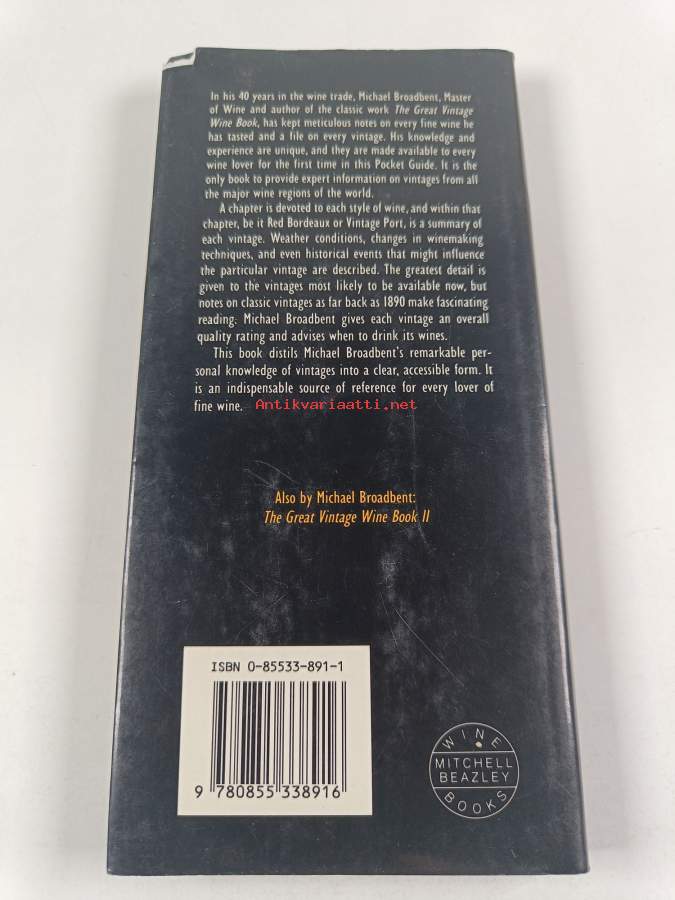 In his 40 years in the wine trade, Michael Broadbent, Master
of Wine and author of the classic work The Great Vintage
Wine Book, has kept meticulous notes on every fine wine he
has tasted and a file on every vintage. His knowledge and
experience are unique, and they are made available to every
wine lover for the first time in this Pocket Guide. It is the
only book to provide expert information on vintages from all
the major wine regions of the world.
A chapter is devoted to each style of wine, and within that
chapter, be it Red Bordeaux or Vintage Port, is a summary of
each vintage. Weather conditions, changes in winemaking
techniques, and even historical events that might influence
the particular vintage are described. The greatest detail is
given to the vintages most likely to be available now, but
notes on classic vintages as far back as 1890 make fascinating
reading. Michael Broadbent gives each vintage an overall
quality rating and advises when to drink its wines.
This book distils Michael Broadbent's remarkable per-
sonal knowledge of vintages into a clear, accessible form. It
is an indispensable source of reference for every lover of
fine wine.
Antikvariaatti.net
Also by Michael Broadbent:
The Great Vintage Wine Book II
ISBN 0-85533-891-1
9 780855 338916
WINE
MITCHELL
BEAZLEY
BOOKS